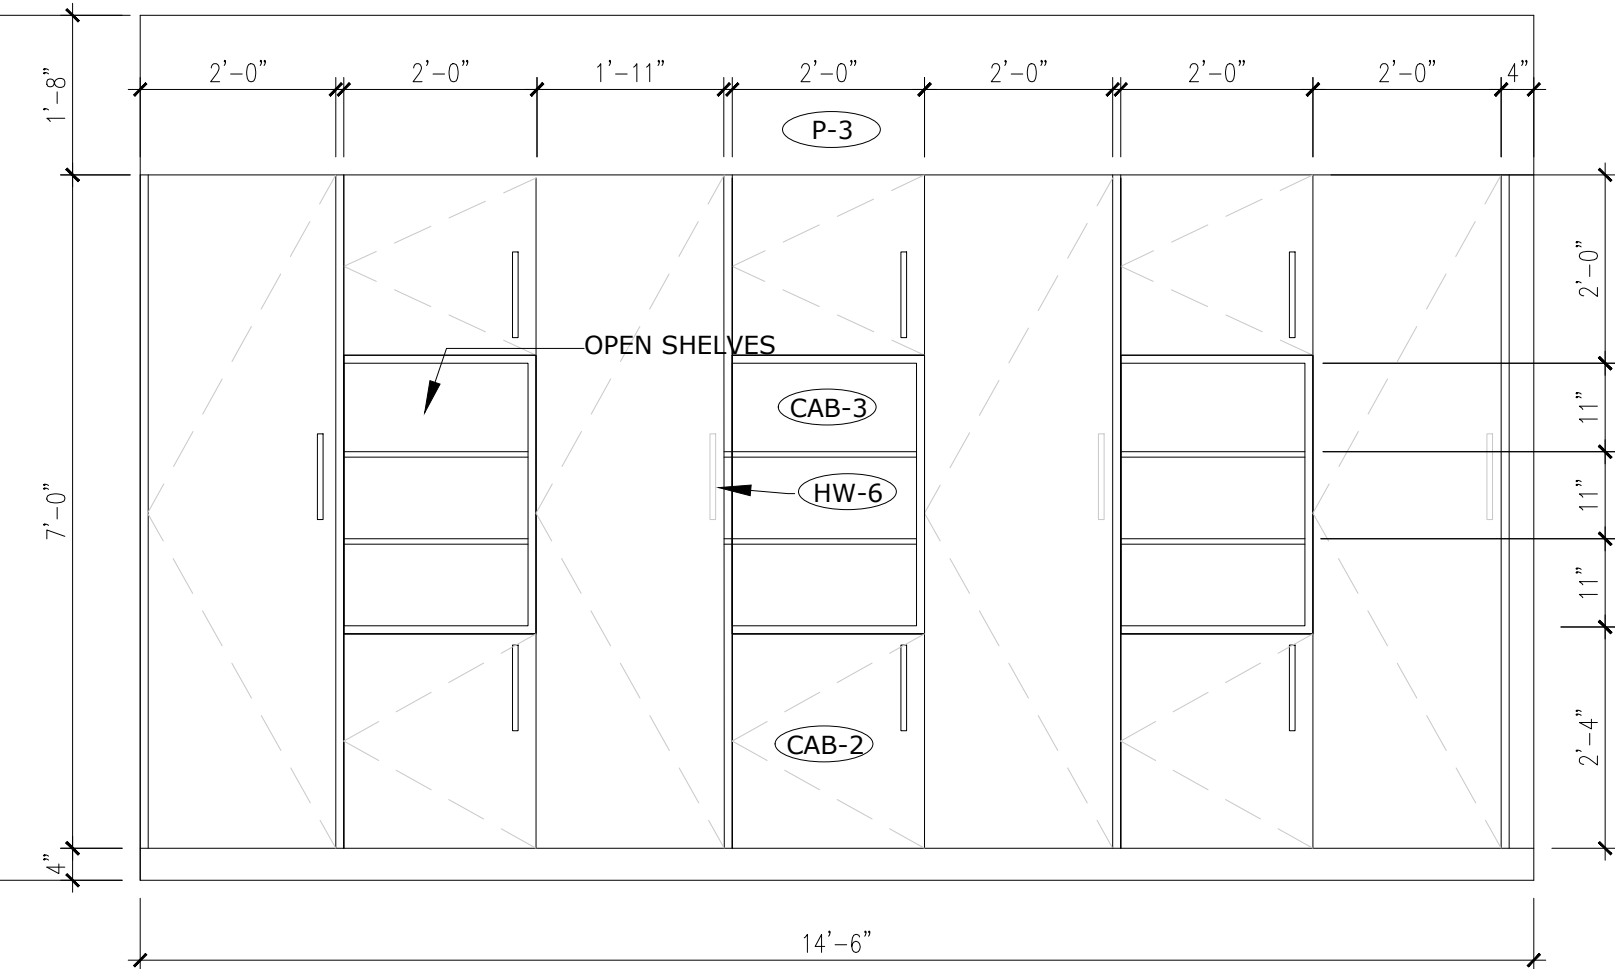 2’–0” 2’–0” 1’–11” 2’–0” 2’–0” 2’–0” 2’–0” 4”
1’–8”
P-3
2’–0”
OPEN SHELVES
CAB-3
11”
HW-6
11”
7’–0”
11”
CAB-2
2’–4”
4”
14’–6”